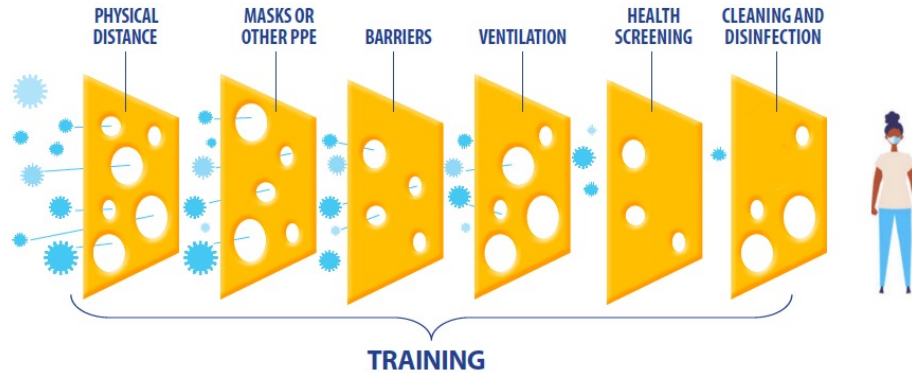 PHYSICAL
DISTANCE
MASKS OR
OTHER PPE
BARRIERS
VENTILATION
HEALTH
SCREENING
CLEANING AND
DISINFECTION
TRAINING